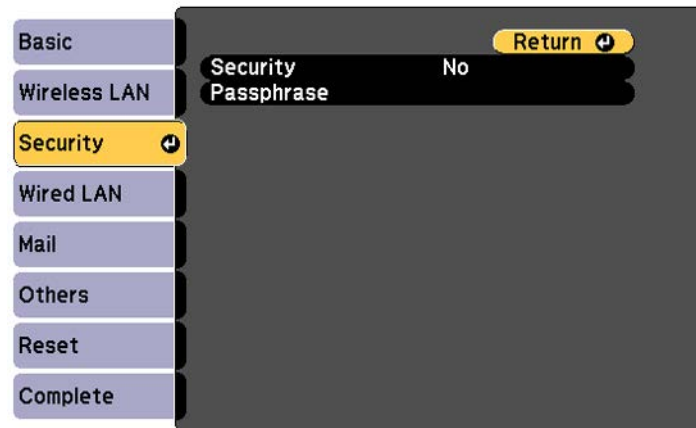 Basic
Wireless LAN
Security
Wired LAN
Mail
Others
Reset
Complete
Return
Security No
Passphrase